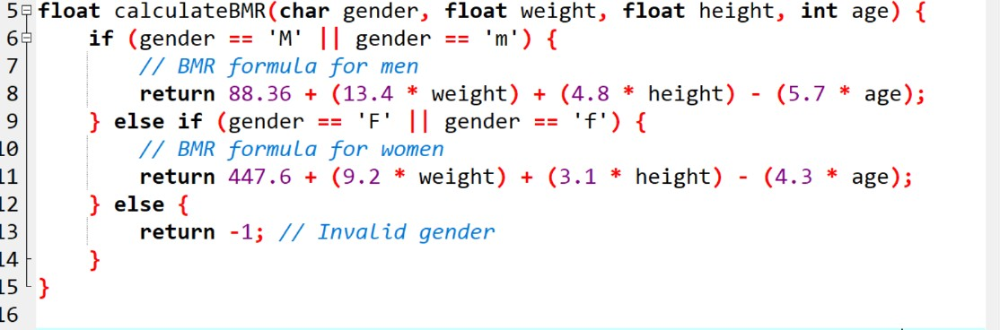 5 float calculateBMR(char gender, float weight, float height, int age) {
6     if (gender == 'M' || gender == 'm') {
7         // BMR formula for men
8         return 88.36 + (13.4 * weight) + (4.8 * height) - (5.7 * age);
9     } else if (gender == 'F' || gender == 'f') {
10         // BMR formula for women
11         return 447.6 + (9.2 * weight) + (3.1 * height) - (4.3 * age);
12     } else {
13         return -1; // Invalid gender
14     }
15 }
16